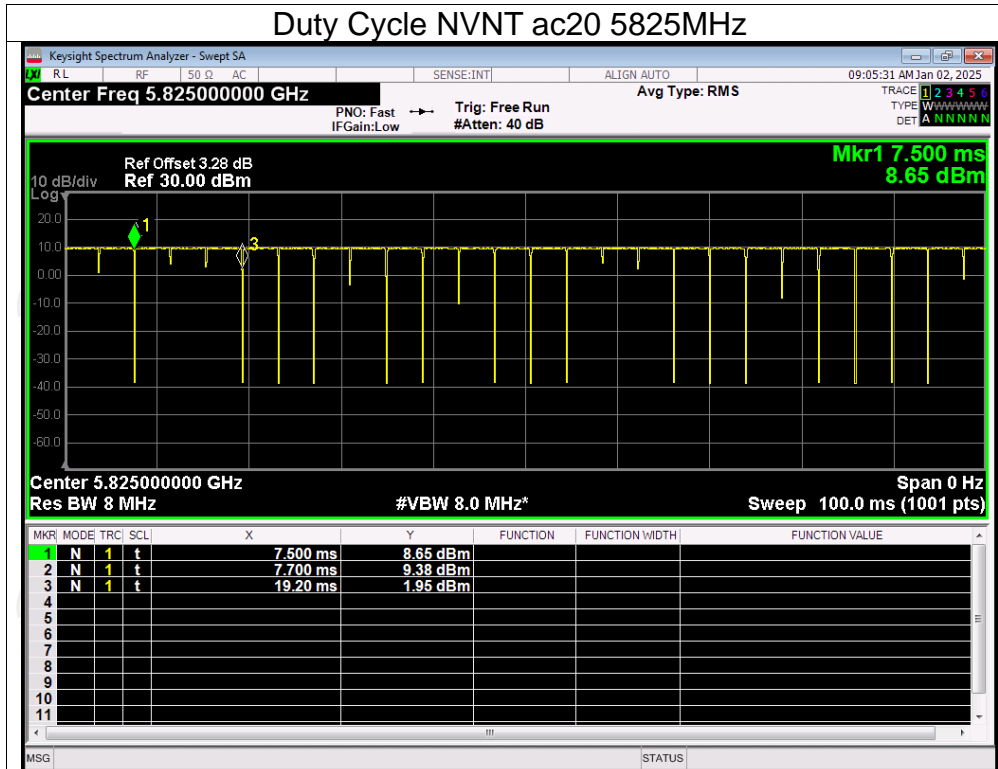 Duty Cycle NVNT ac20 5825MHz
Keysight Spectrum Analyzer - Swept SA
LXI RL RF 50 Ω AC SENSE:INT ALIGN AUTO 09:05:31 AM Jan 02, 2025
Center Freq 5.825000000 GHz Avg Type: RMS TRACE 1 2 3 4 5 6
PNO: Fast Trig: Free Run TYPE WWWWWW
IFGain:Low #Atten: 40 dB DET A N N N N N
Mkr1 7.500 ms
Ref Offset 3.28 dB
10 dB/div Ref 30.00 dBm 8.65 dBm
Log
20.0
1
10.0
3
0.00
-10.0
-20.0
-30.0
-40.0
-50.0
-60.0
Center 5.825000000 GHz Span 0 Hz
Res BW 8 MHz #VBW 8.0 MHz* Sweep 100.0 ms (1001 pts)
MKR MODE TRC SCL X Y FUNCTION FUNCTION WIDTH FUNCTION VALUE
1 N 1 t 7.500 ms 8.65 dBm
2 N 1 t 7.700 ms 9.38 dBm
3 N 1 t 19.20 ms 1.95 dBm
4
5
6
7
8
9
10
11
MSG STATUS